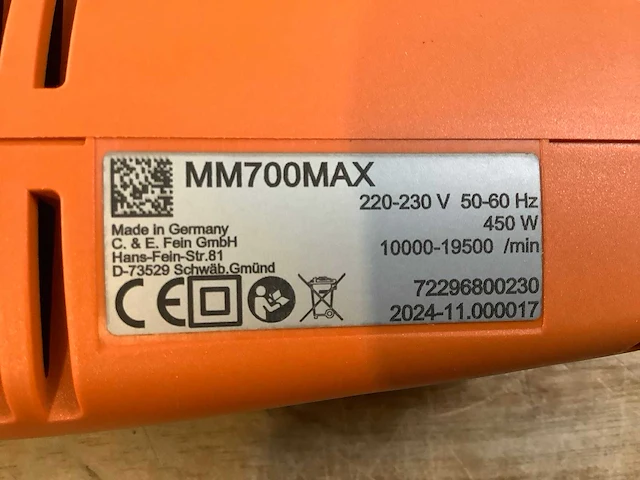 MM700MAX
220-230 V 50-60 Hz
450 W
10000-19500 /min
Made in Germany
C. & E. Fein GmbH
Hans-Fein-Str.81
D-73529 Schwäb.Gmünd
CE
72296800230
2024-11.000017